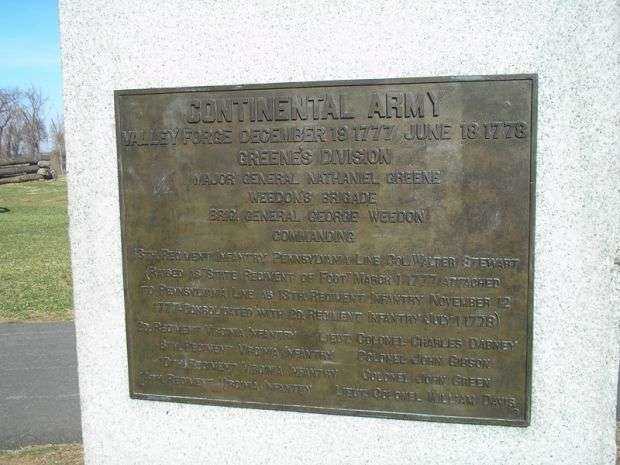 CONTINENTAL ARMY
VALLEY FORGE DECEMBER 19 1777 JUNE 18 1778
GREENE'S DIVISION
MAJOR GENERAL NATHANIEL GREENE
WEEDON'S BRIGADE
BRIG. GENERAL GEORGE WEEDON
COMMANDING
REGIMENT INFANTRY PENNSYLVANIA LINE COL. WALTER STEWART
(RAISED AS "STATE REGIMENT OF FOOT" MARCH 1, 1777, ATTACHED
TO PENNSYLVANIA LINE AS 13TH REGIMENT INFANTRY NOVEMBER 12
1777, CONSOLIDATED WITH 2D. REGIMENT INFANTRY JULY 1, 1778)
2D. REGIMENT VIRGINIA INFANTRY LIEUT. COLONEL CHARLES DABNEY
REGIMENT VIRGINIA INFANTRY COLONEL JOHN GIBSON
10TH REGIMENT VIRGINIA INFANTRY COLONEL JOHN GREEN
REGIMENT VIRGINIA INFANTRY LIEUT. COLONEL WILLIAM DAVIS